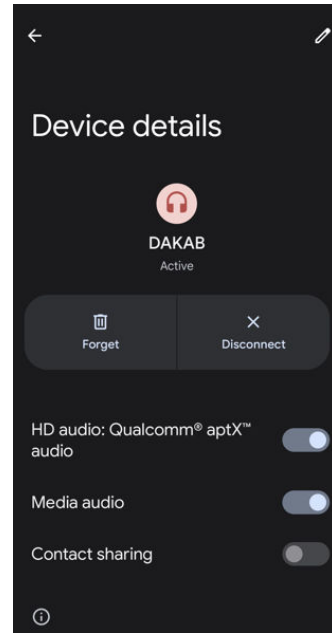 Device details
DAKAB
Active
Forget
Disconnect
HD audio: Qualcomm® aptX™
audio
Media audio
Contact sharing